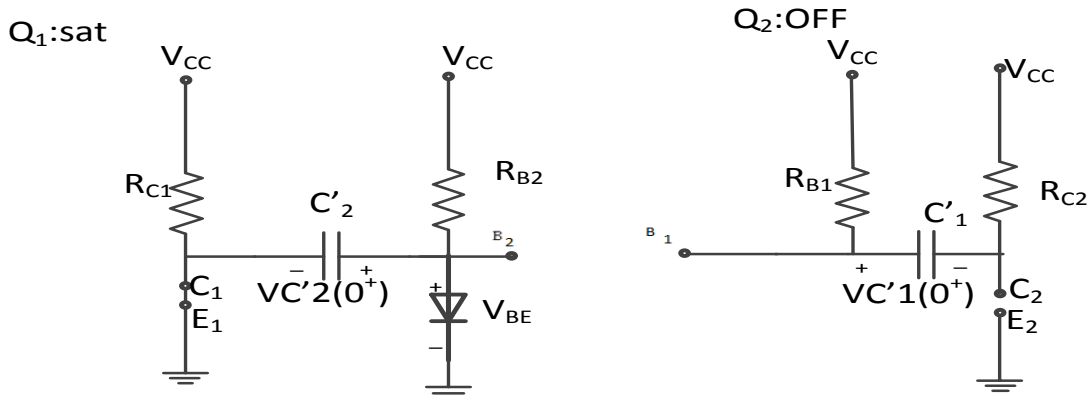 Q1:sat
VCC
VCC
RC1
RB2
C'2
B2
− +
VC'2(0+)
+
VBE
−
C1
E1
Q2:OFF
VCC
VCC
RB1
RC2
C'1
B1
+ −
VC'1(0+)
C2
E2